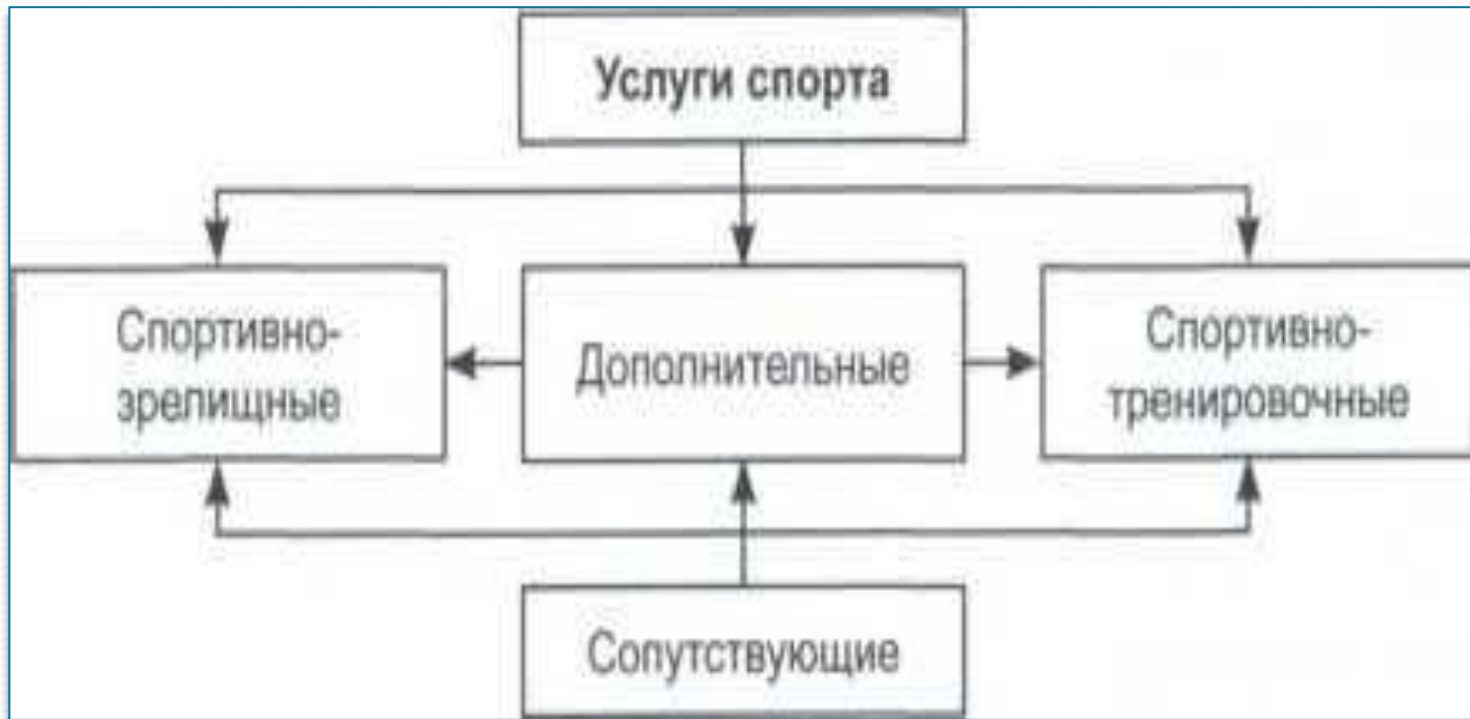 Услуги спорта
Спортивно-
зрелищные
Дополнительные
Спортивно-
тренировочные
Сопутствующие